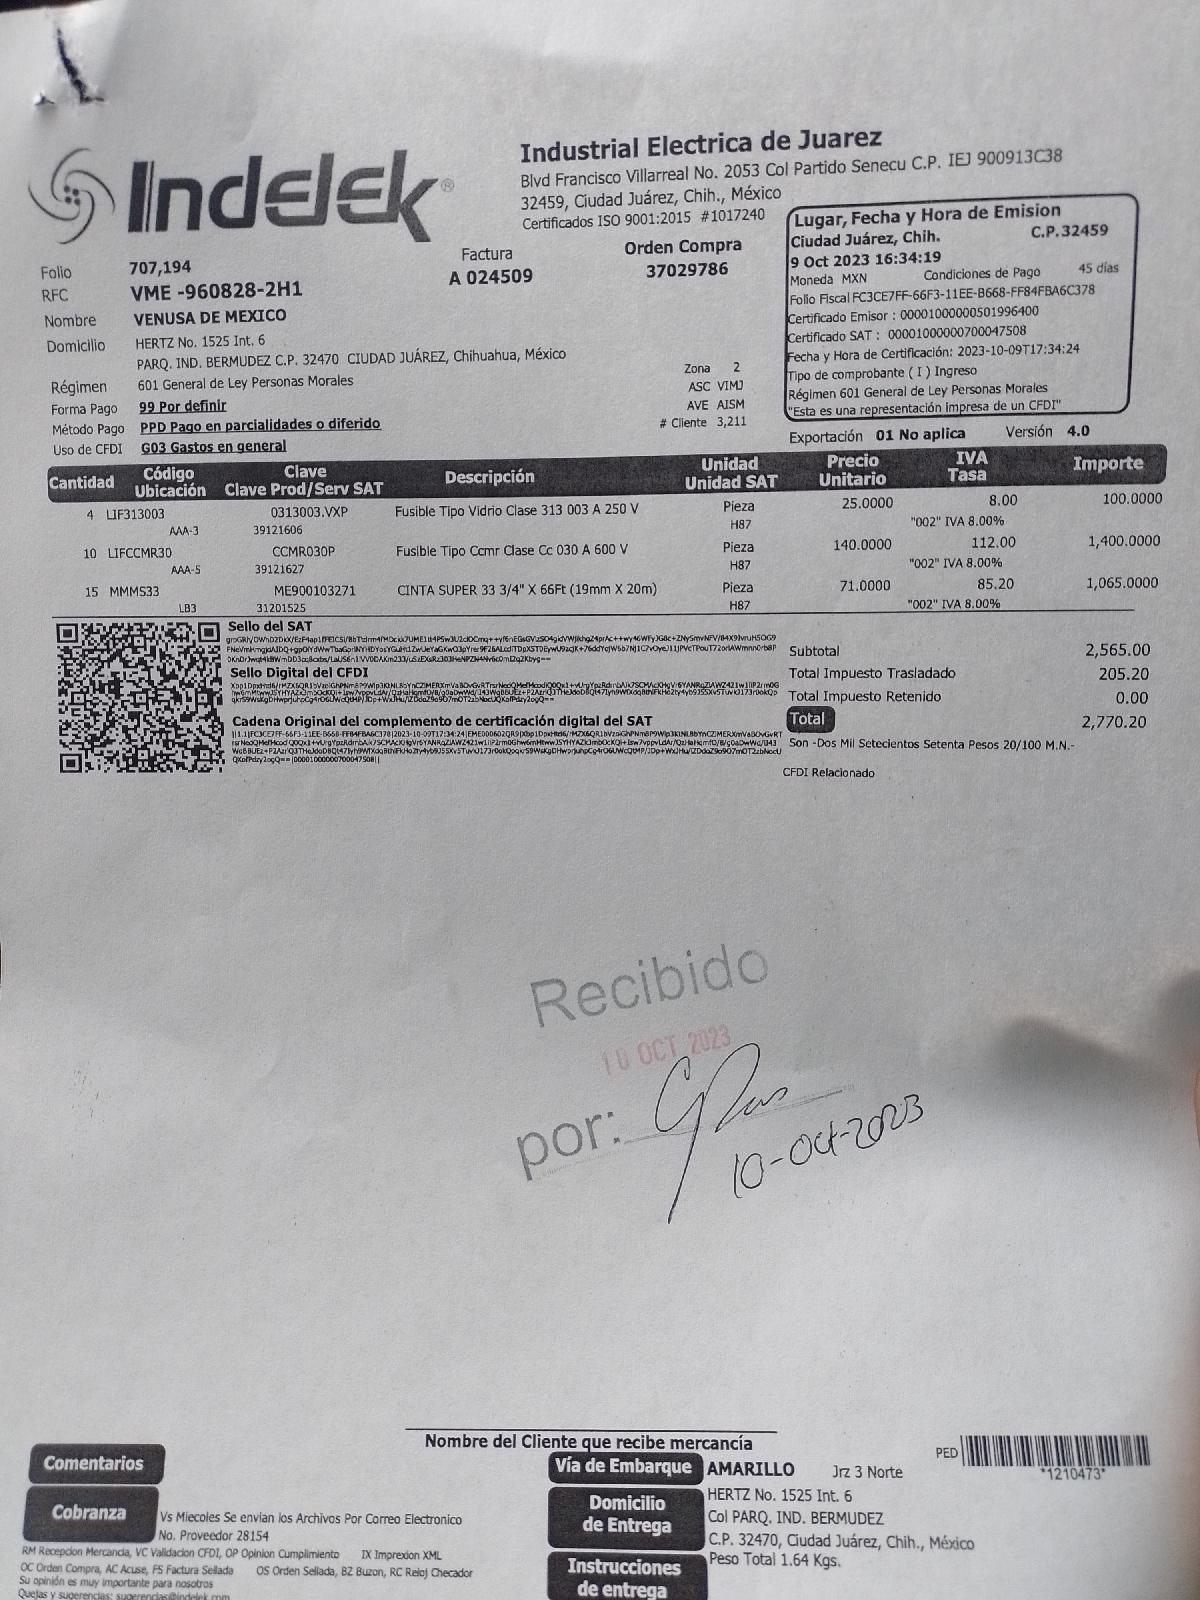 Indelek®
Industrial Electrica de Juarez
Blvd Francisco Villarreal No. 2053 Col Partido Senecu C.P. IEJ 900913C38
32459, Ciudad Juárez, Chih., México
Certificados ISO 9001:2015 #1017240
Lugar, Fecha y Hora de Emision
Ciudad Juárez, Chih. C.P.32459
9 Oct 2023 16:34:19
Moneda MXN Condiciones de Pago 45 días
Folio Fiscal FC3CE7FF-66F3-11EE-B668-FF84FBA6C378
Certificado Emisor : 00001000000501996400
Certificado SAT : 00001000000700047508
Fecha y Hora de Certificación: 2023-10-09T17:34:24
Tipo de comprobante ( I ) Ingreso
Régimen 601 General de Ley Personas Morales
"Esta es una representación impresa de un CFDI"
Folio 707,194
Factura
A 024509
Orden Compra
37029786
RFC VME -960828-2H1
Nombre VENUSA DE MEXICO
Domicilio HERTZ No. 1525 Int. 6
PARQ. IND. BERMUDEZ C.P. 32470 CIUDAD JUÁREZ, Chihuahua, México
Régimen 601 General de Ley Personas Morales
Forma Pago 99 Por definir
Método Pago PPD Pago en parcialidades o diferido
Uso de CFDI G03 Gastos en general
Zona 2
ASC VIMJ
AVE AISM
# Cliente 3,211
Exportación 01 No aplica Versión 4.0
Cantidad Código Ubicación Clave Clave Prod/Serv SAT Descripción Unidad Unidad SAT Precio Unitario IVA Tasa Importe
4 LIF313003 0313003.VXP Fusible Tipo Vidrio Clase 313 003 A 250 V Pieza 25.0000 8.00 100.0000
AAA-3 39121606 H87 "002" IVA 8.00%
10 LIFCCMR30 CCMR030P Fusible Tipo Ccmr Clase Cc 030 A 600 V Pieza 140.0000 112.00 1,400.0000
AAA-5 39121627 H87 "002" IVA 8.00%
15 MMMS33 ME900103271 CINTA SUPER 33 3/4" X 66Ft (19mm X 20m) Pieza 71.0000 85.20 1,065.0000
LB3 31201525 H87 "002" IVA 8.00%
Sello del SAT
Sello Digital del CFDI
Cadena Original del complemento de certificación digital del SAT
Subtotal 2,565.00
Total Impuesto Trasladado 205.20
Total Impuesto Retenido 0.00
Total 2,770.20
Son -Dos Mil Setecientos Setenta Pesos 20/100 M.N.-
CFDI Relacionado
Recibido
10 OCT 2023
por:
10-Oct-2023
Nombre del Cliente que recibe mercancía
Comentarios
Cobranza
Vs Miecoles Se envian los Archivos Por Correo Electronico
No. Proveedor 28154
RM Recepcion Mercancia, VC Validacion CFDI, OP Opinion Cumplimiento IX Imprexion XML
OC Orden Compra, AC Acuse, FS Factura Sellada OS Orden Sellada, BZ Buzon, RC Reloj Checador
Su opinión es muy importante para nosotros
Quejas y sugerencias: sugerencias@indelek.com
Vía de Embarque AMARILLO Jrz 3 Norte
PED *1210473*
Domicilio de Entrega
HERTZ No. 1525 Int. 6
Col PARQ. IND. BERMUDEZ
C.P. 32470, Ciudad Juárez, Chih., México
Peso Total 1.64 Kgs.
Instrucciones de entrega